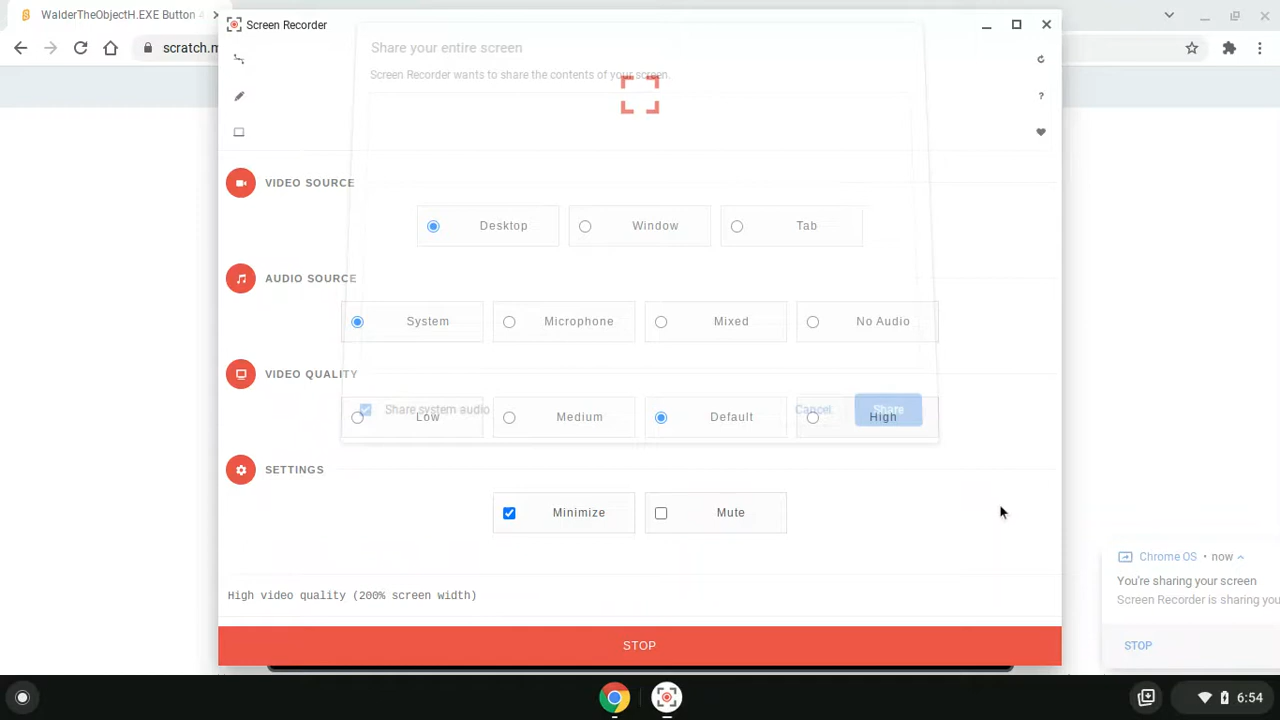 WalderTheObjectH.EXE Button 4
Screen Recorder
scratch.m
Share your entire screen
Screen Recorder wants to share the contents of your screen.
?
VIDEO SOURCE
Desktop
Window
Tab
AUDIO SOURCE
System
Microphone
Mixed
No Audio
VIDEO QUALITY
Share system audio
Cancel
Share
Low
Medium
Default
High
SETTINGS
Minimize
Mute
Chrome OS • now
You're sharing your screen
Screen Recorder is sharing you
STOP
High video quality (200% screen width)
STOP
6:54